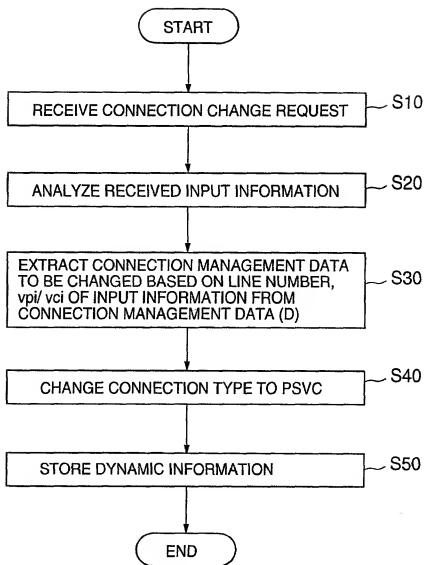 START
RECEIVE CONNECTION CHANGE REQUEST
S10
ANALYZE RECEIVED INPUT INFORMATION
S20
EXTRACT CONNECTION MANAGEMENT DATA
TO BE CHANGED BASED ON LINE NUMBER,
vpi/ vci OF INPUT INFORMATION FROM
CONNECTION MANAGEMENT DATA (D)
S30
CHANGE CONNECTION TYPE TO PSVC
S40
STORE DYNAMIC INFORMATION
S50
END